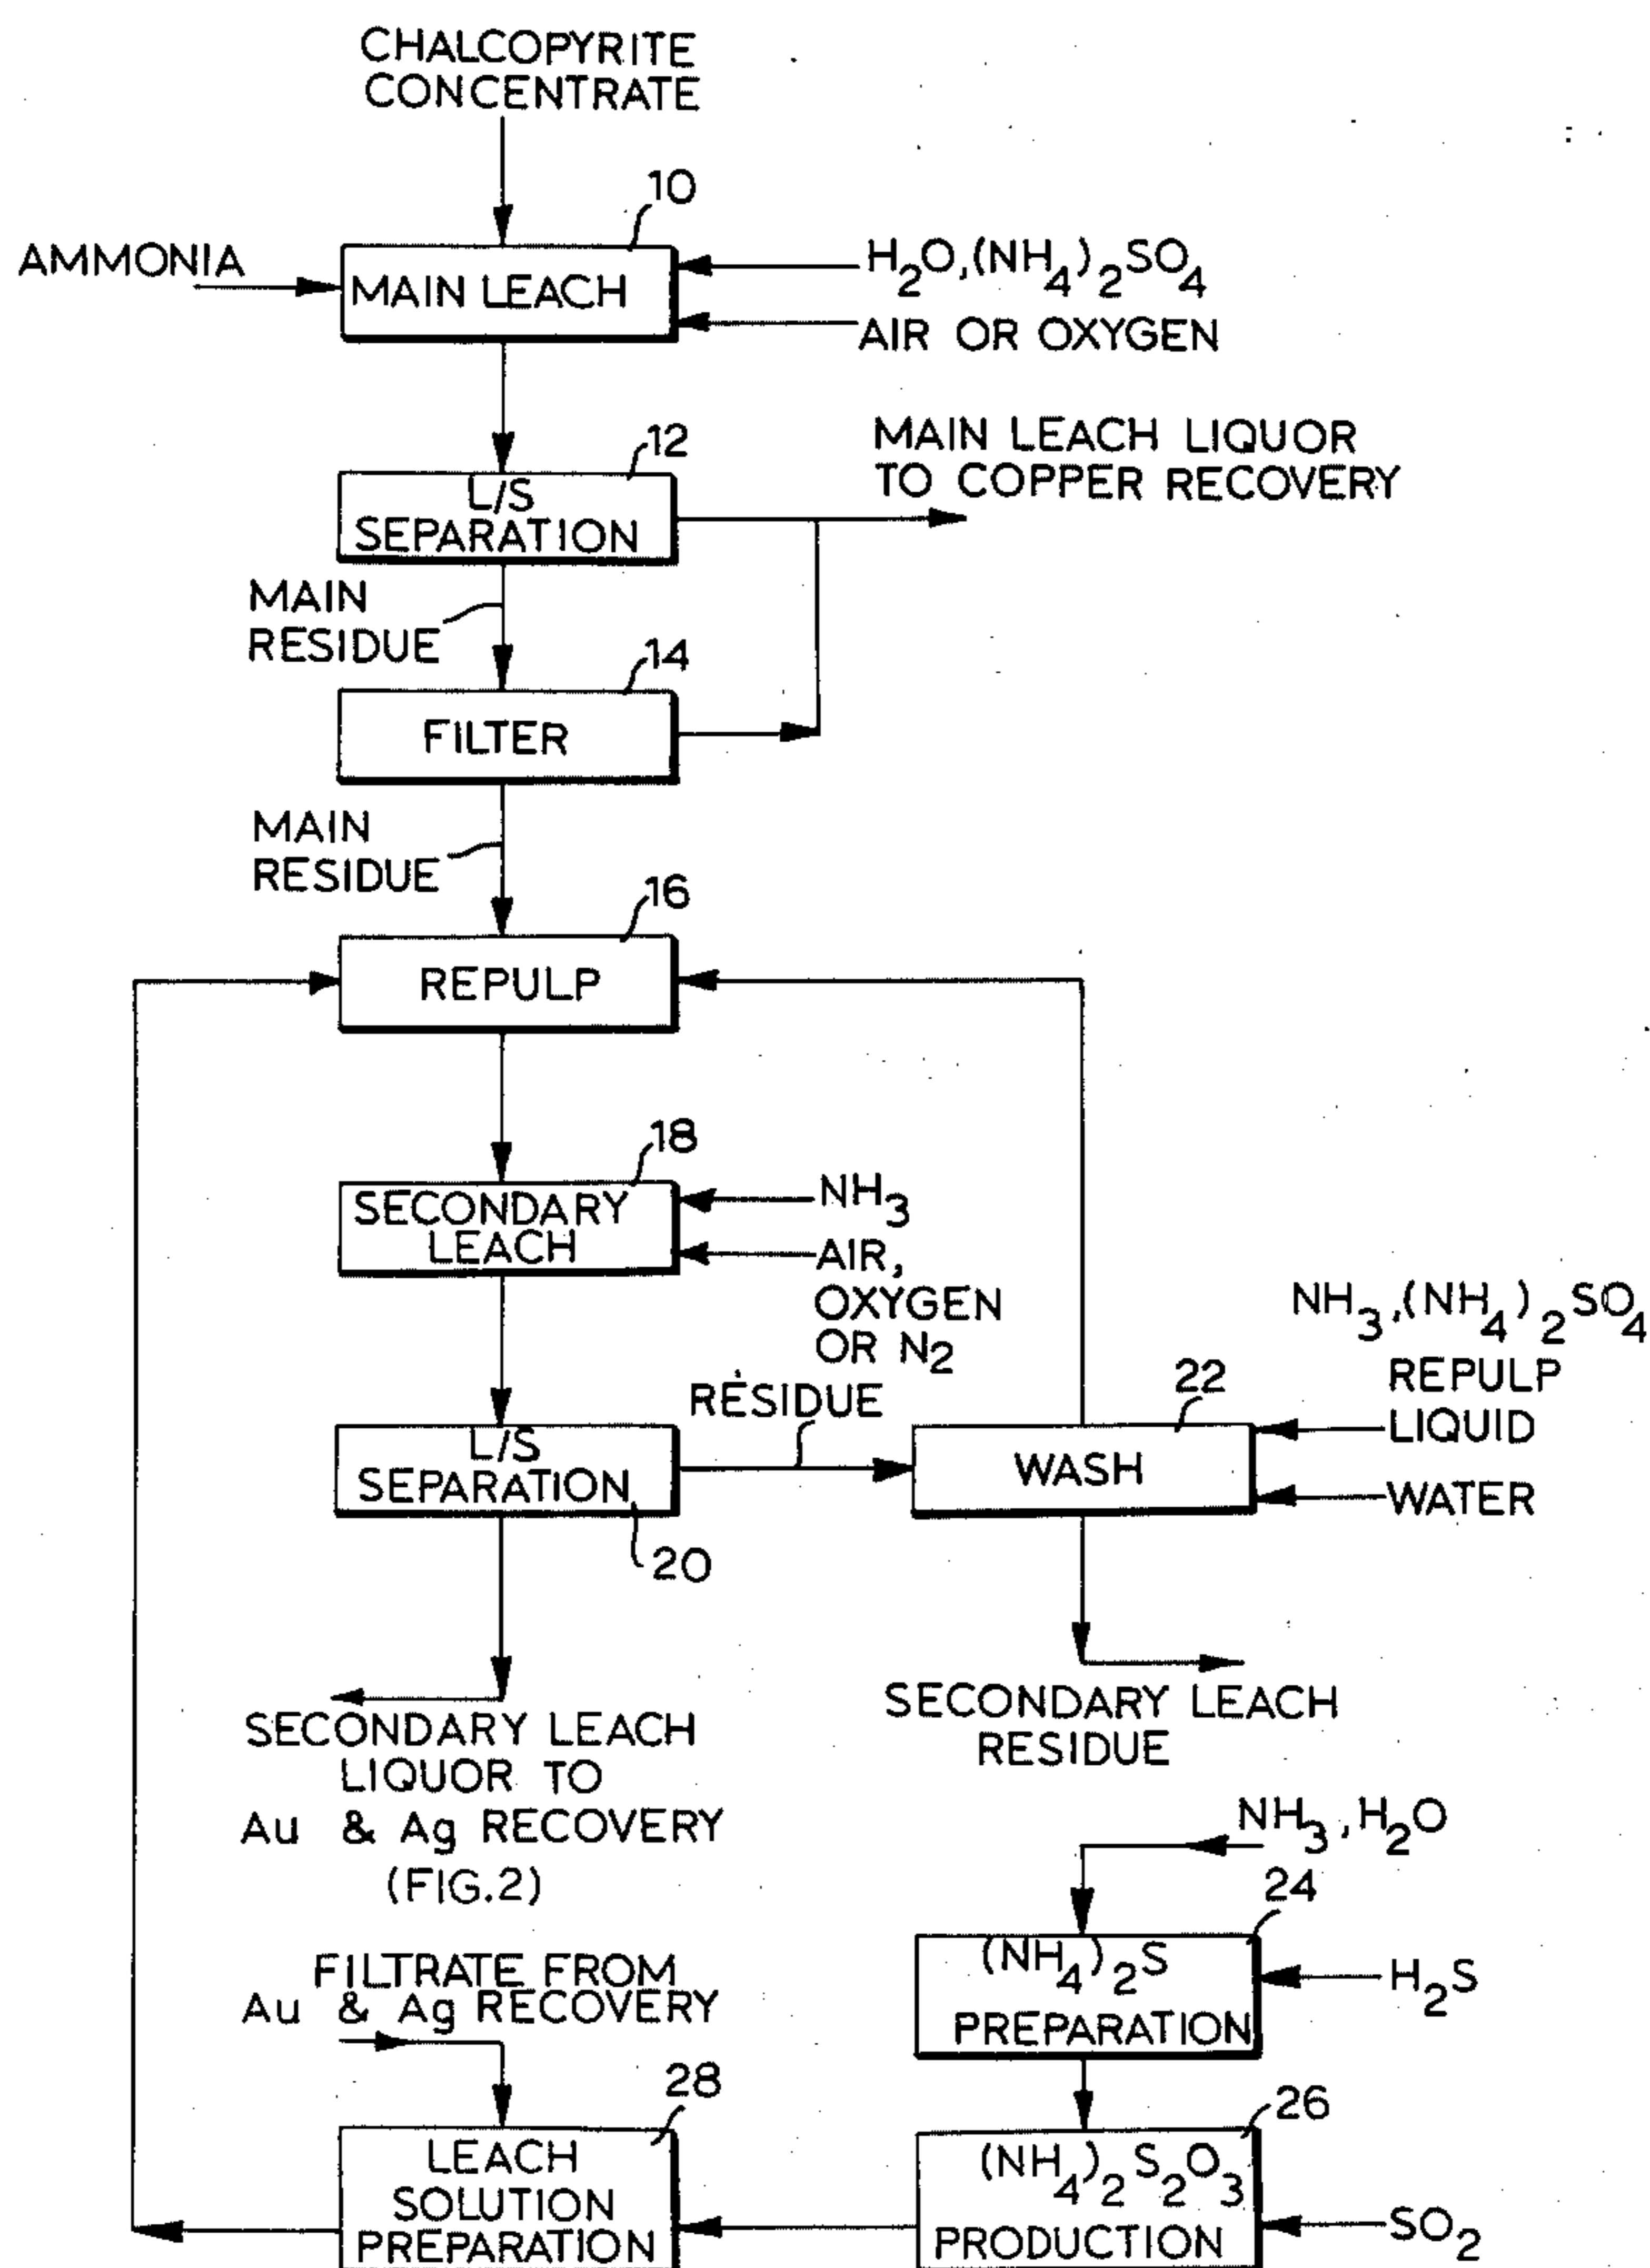 CHALCOPYRITE
CONCENTRATE
10
AMMONIA
MAIN LEACH
H2O,(NH4)2SO4
AIR OR OXYGEN
12
L/S
SEPARATION
MAIN LEACH LIQUOR
TO COPPER RECOVERY
MAIN
RESIDUE
14
FILTER
MAIN
RESIDUE
16
REPULP
18
SECONDARY
LEACH
NH3
AIR,
OXYGEN
OR N2
L/S
SEPARATION
20
RESIDUE
22
WASH
NH3,(NH4)2SO4
REPULP
LIQUID
WATER
SECONDARY LEACH
LIQUOR TO
Au & Ag RECOVERY
(FIG.2)
SECONDARY LEACH
RESIDUE
NH3,H2O
24
(NH4)2S
PREPARATION
H2S
FILTRATE FROM
Au & Ag RECOVERY
28
LEACH
SOLUTION
PREPARATION
26
(NH4)2S2O3
PRODUCTION
SO2